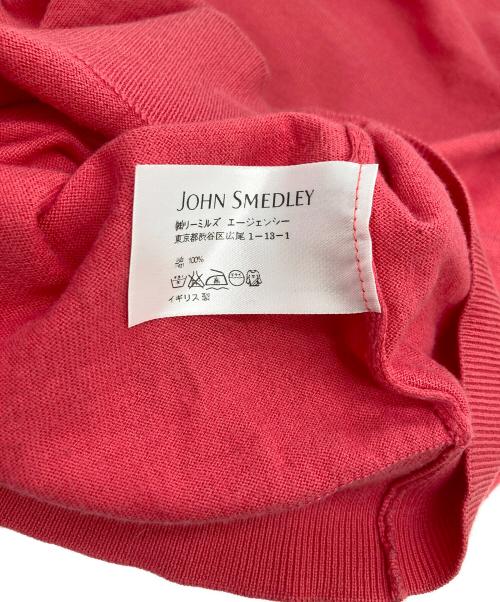 JOHN SMEDLEY
㈱リーミルズ エージェンシー
東京都渋谷区広尾 1-13-1
100%
イギリス 製